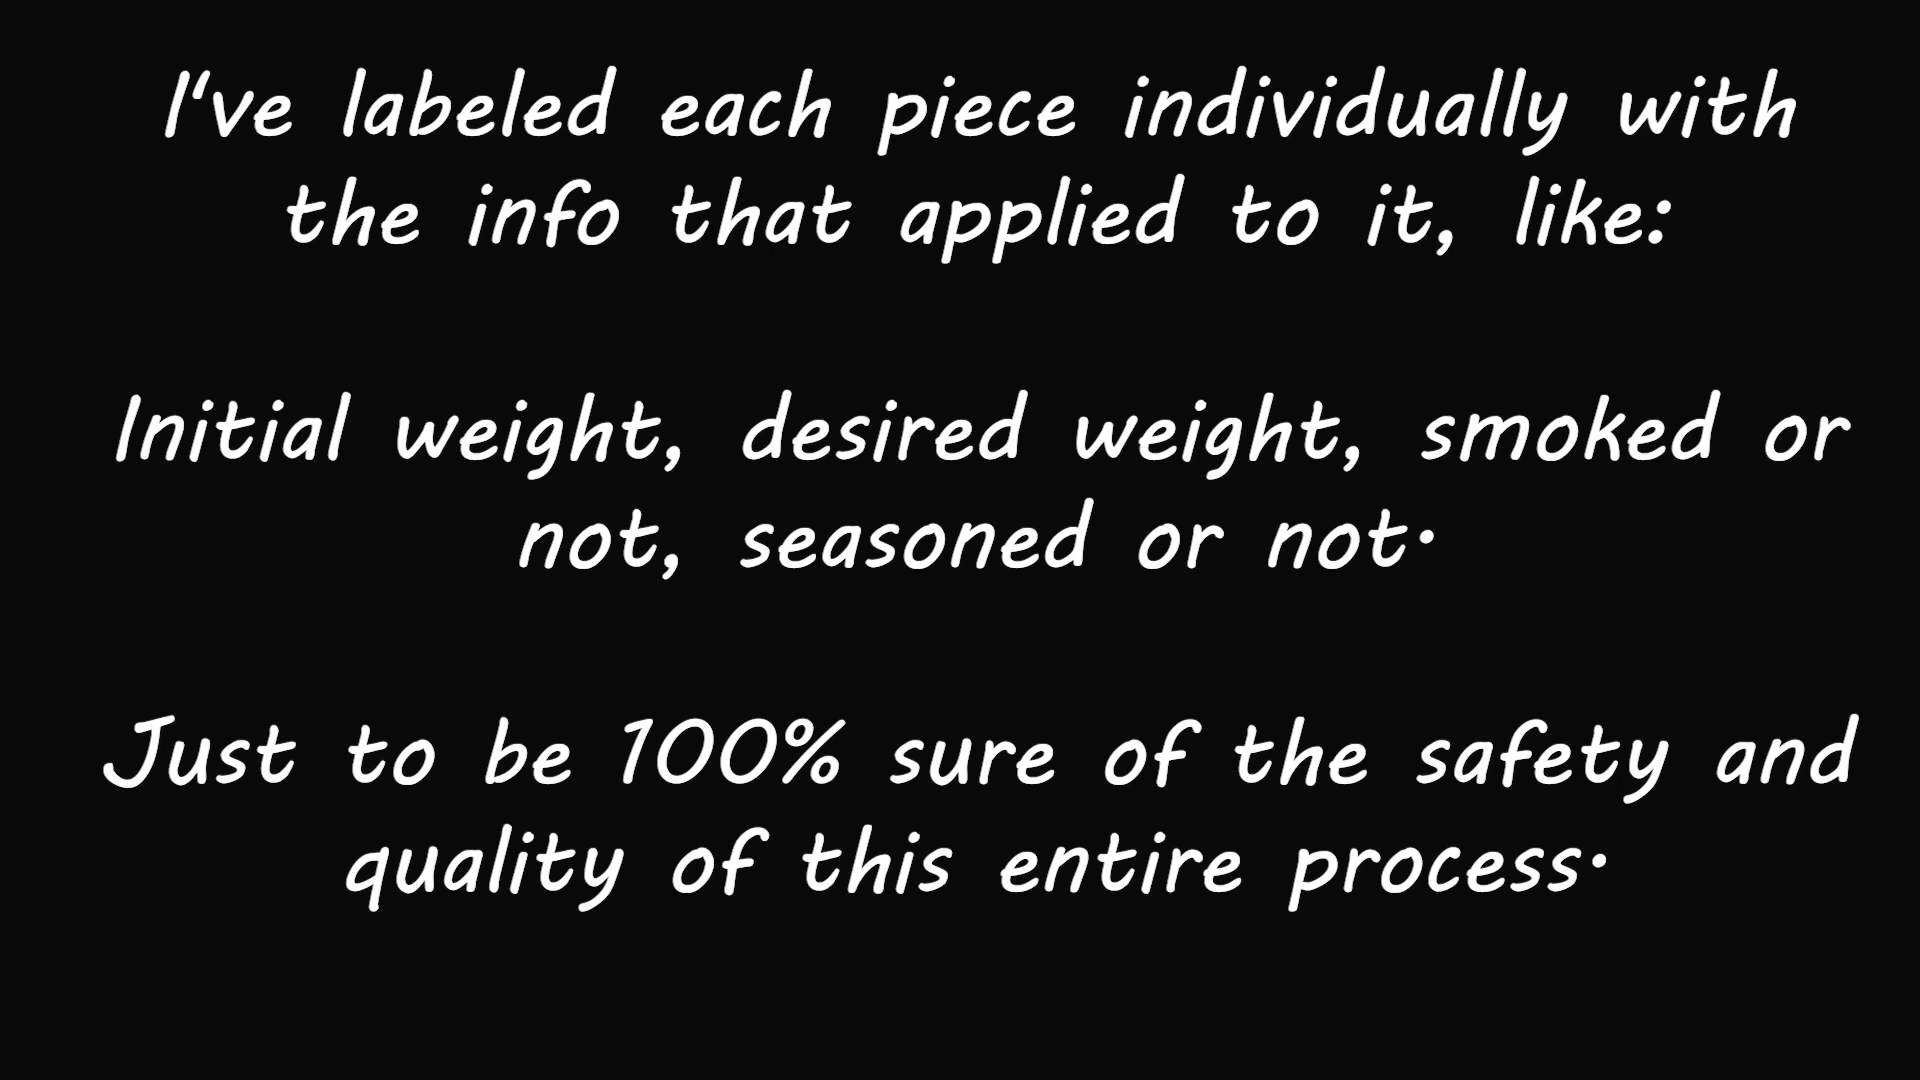 I've labeled each piece individually with
the info that applied to it, like:
Initial weight, desired weight, smoked or
not, seasoned or not.
Just to be 100% sure of the safety and
quality of this entire process.